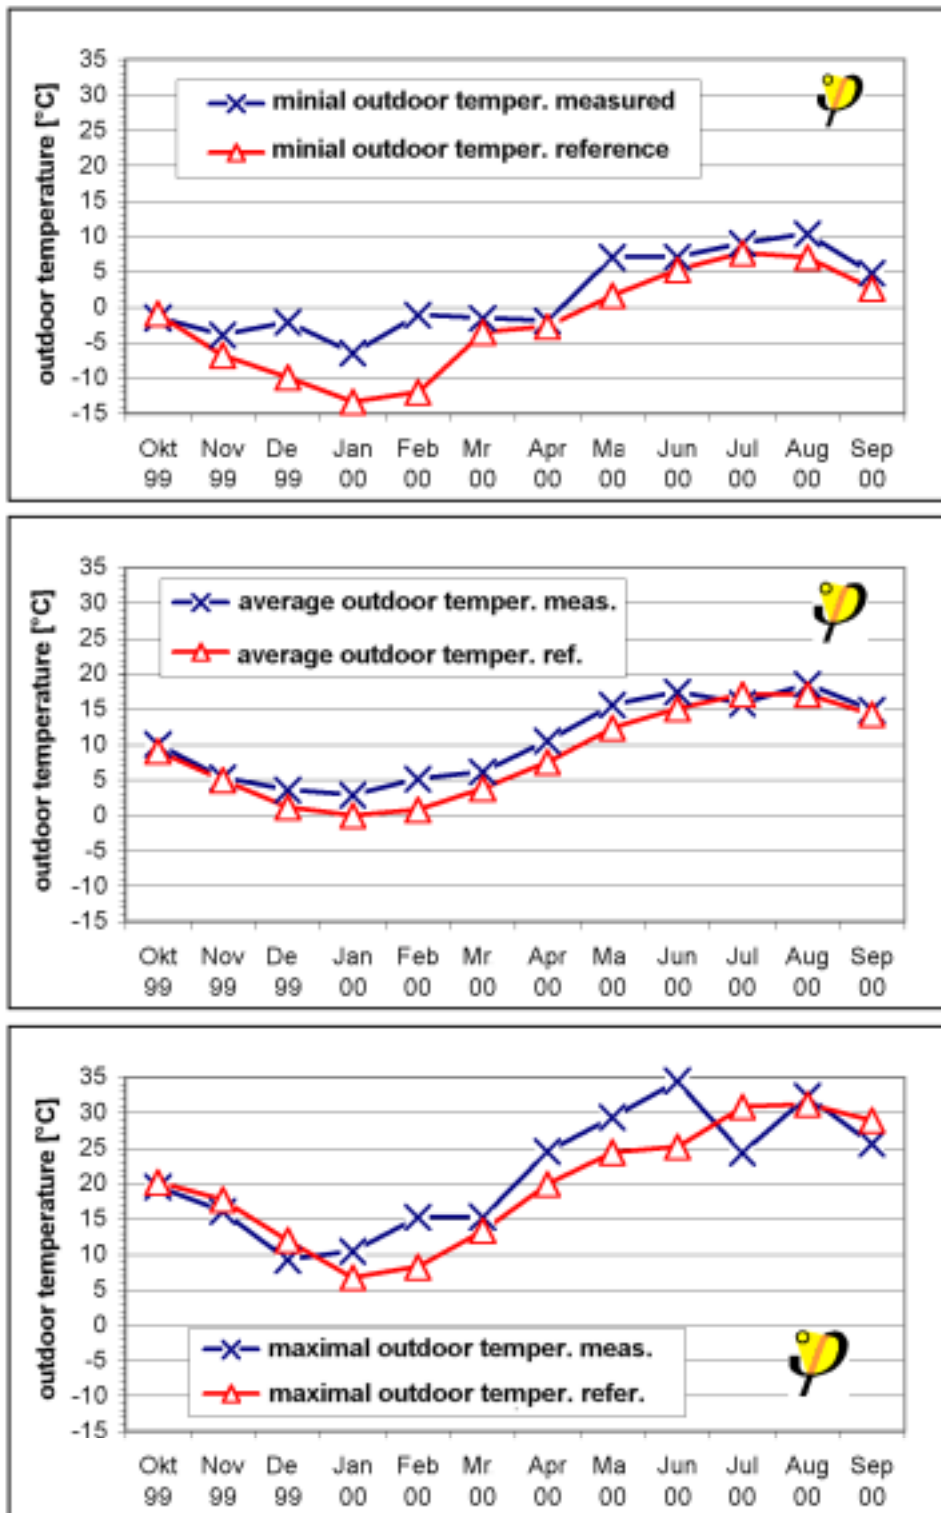 outdoor temperature [°C]
35
30
25
20
15
10
5
0
-5
-10
-15
minial outdoor temper. measured
minial outdoor temper. reference
Okt Nov De Jan Feb Mr Apr Ma Jun Jul Aug Sep
99 99 99 00 00 00 00 00 00 00 00 00
outdoor temperature [°C]
35
30
25
20
15
10
5
0
-5
-10
-15
average outdoor temper. meas.
average outdoor temper. ref.
Okt Nov De Jan Feb Mr Apr Ma Jun Jul Aug Sep
99 99 99 00 00 00 00 00 00 00 00 00
outdoor temperature [°C]
35
30
25
20
15
10
5
0
-5
-10
-15
maximal outdoor temper. meas.
maximal outdoor temper. refer.
Okt Nov De Jan Feb Mr Apr Ma Jun Jul Aug Sep
99 99 99 00 00 00 00 00 00 00 00 00